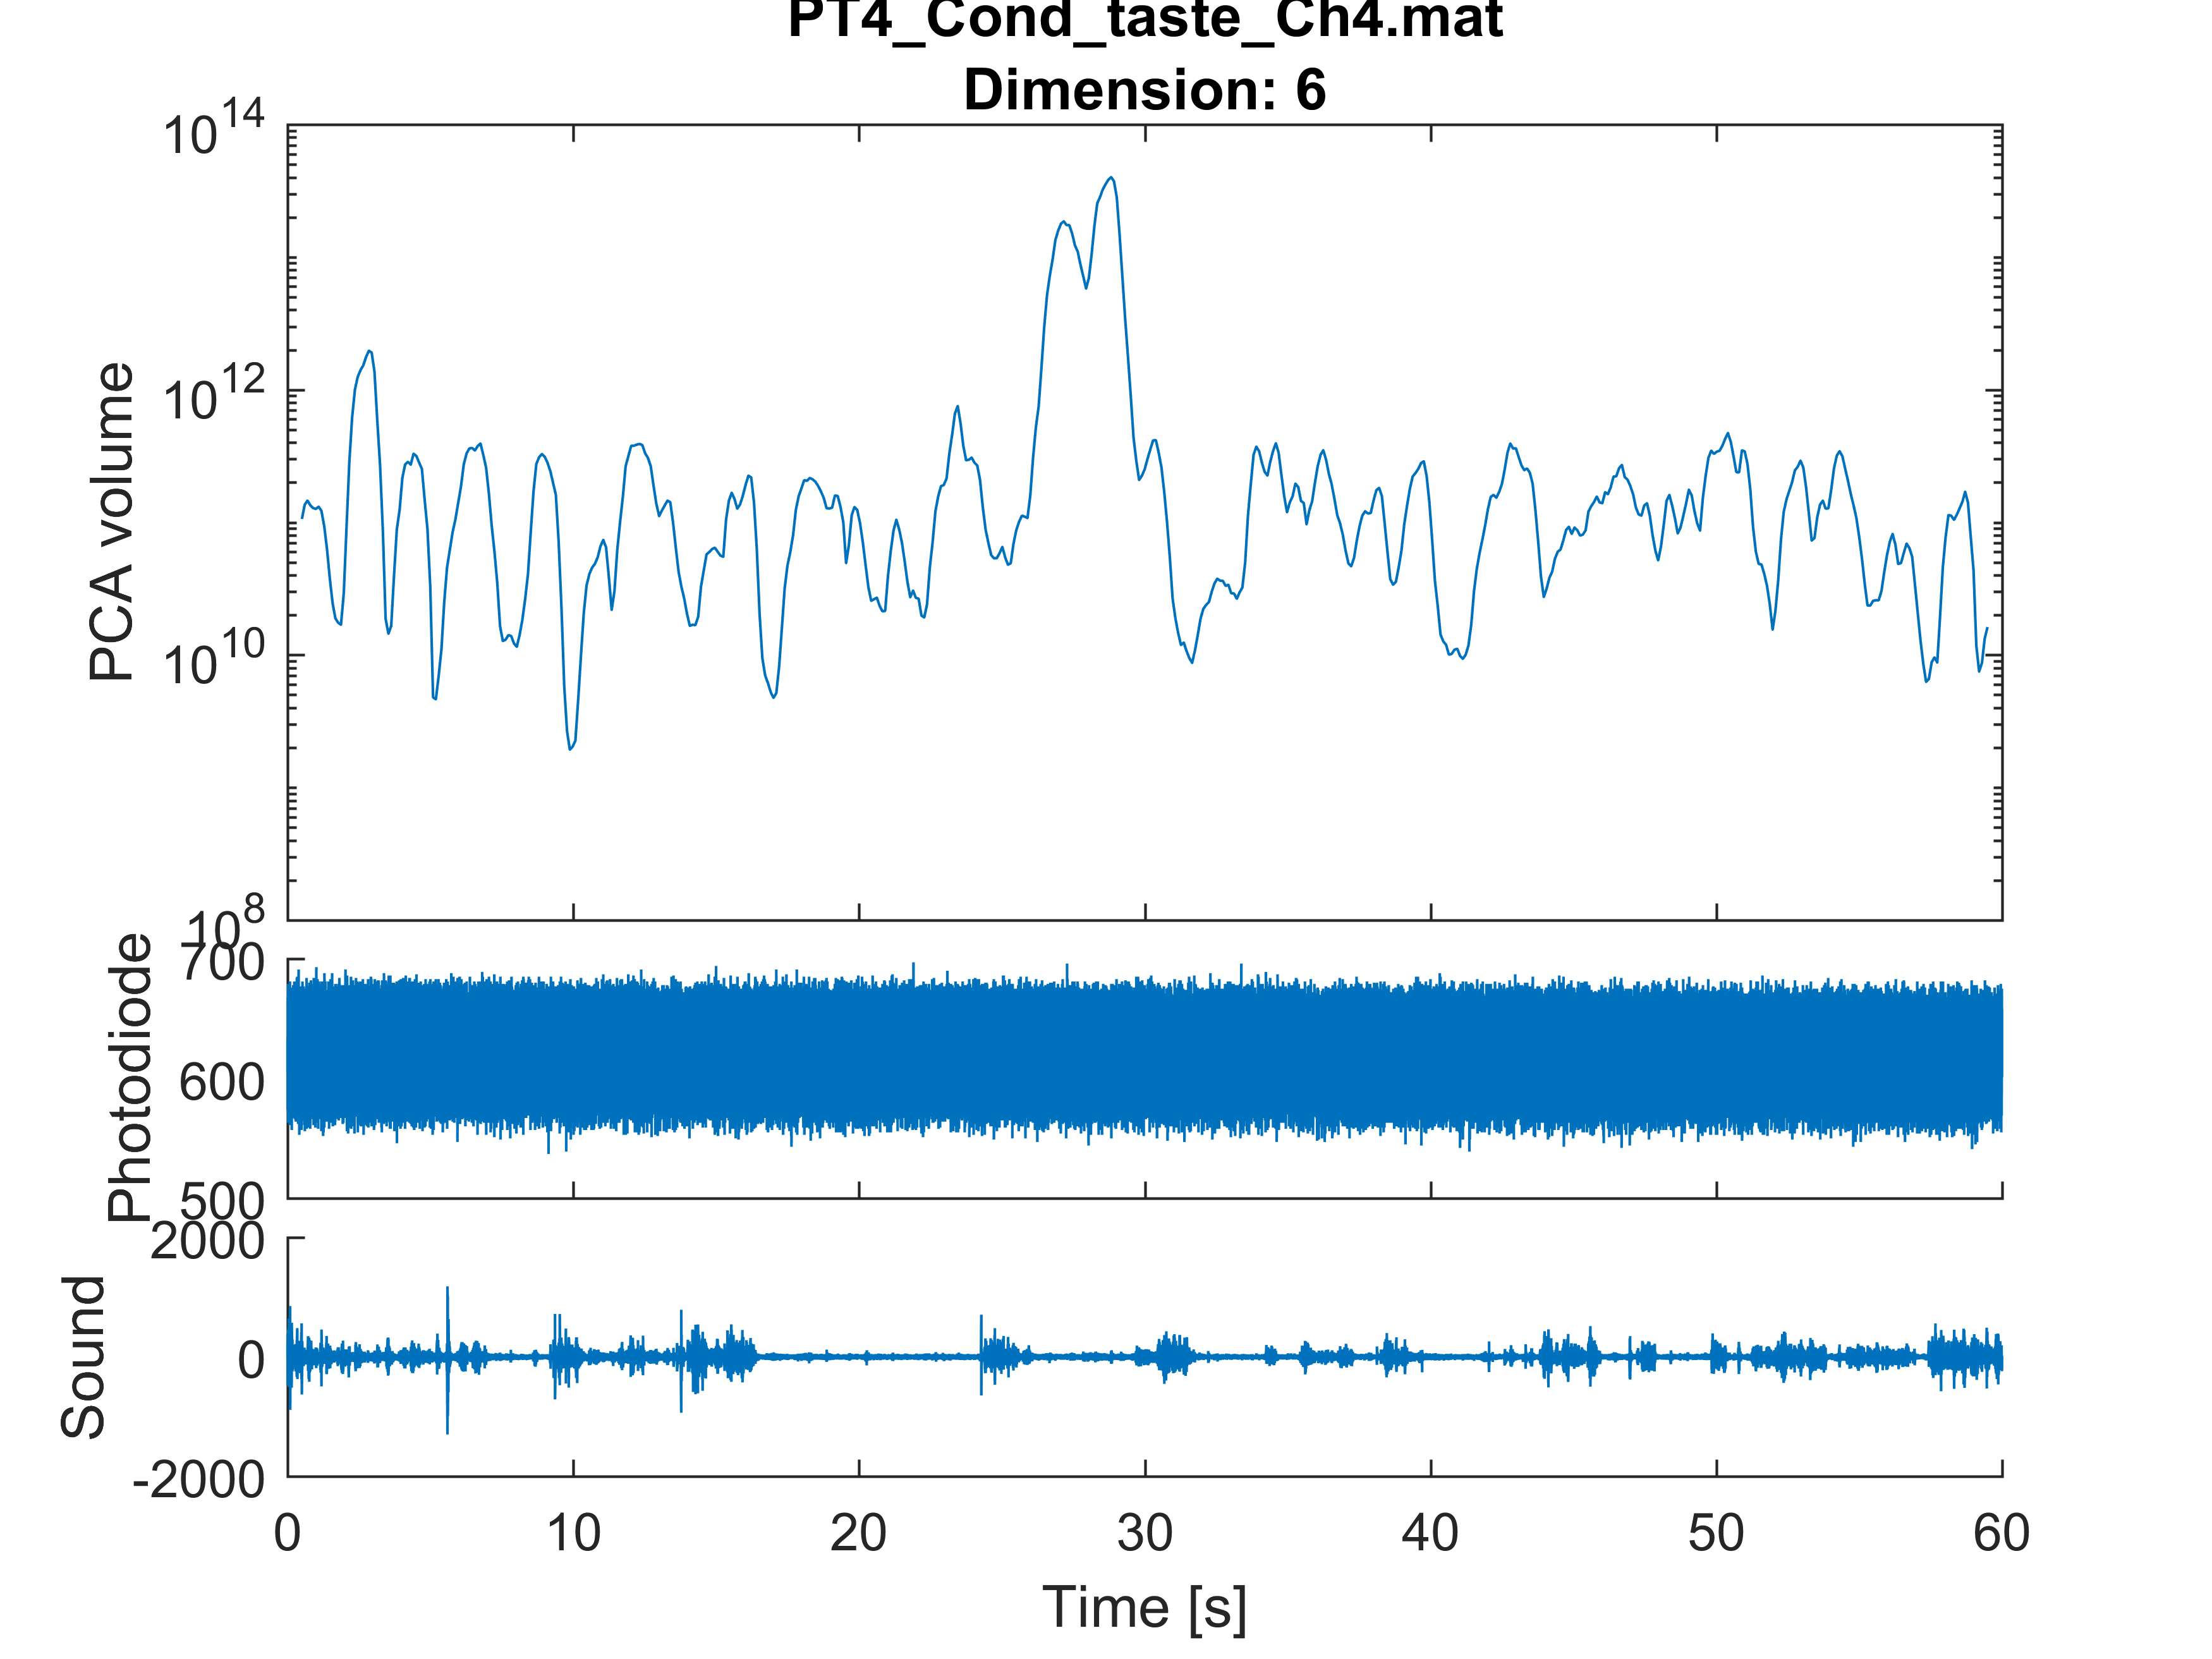 PT4_Cond_taste_Ch4.mat
Dimension: 6
10^14
10^12
10^10
10^8
PCA volume
700
600
500
Photodiode
2000
0
-2000
Sound
0 10 20 30 40 50 60
Time [s]